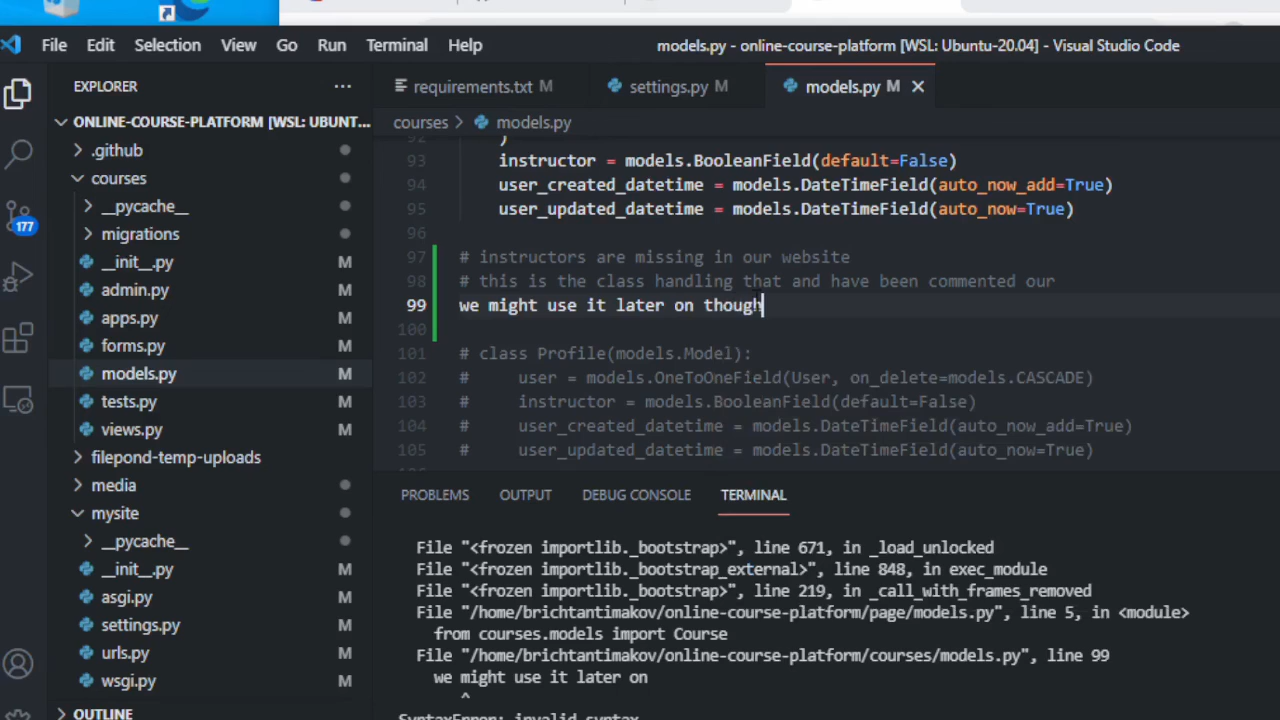 File Edit Selection View Go Run Terminal Help models.py - online-course-platform [WSL: Ubuntu-20.04] - Visual Studio Code
EXPLORER ...
requirements.txt M settings.py M models.py M
ONLINE-COURSE-PLATFORM [WSL: UBUNT...
courses > models.py
.github
courses
__pycache__
migrations
__init__.py M
admin.py M
apps.py M
forms.py M
models.py M
tests.py M
views.py M
filepond-temp-uploads
media
mysite
__pycache__
__init__.py M
asgi.py M
settings.py M
urls.py M
wsgi.py M
OUTLINE
177
92 )
93 instructor = models.BooleanField(default=False)
94 user_created_datetime = models.DateTimeField(auto_now_add=True)
95 user_updated_datetime = models.DateTimeField(auto_now=True)
96
97 # instructors are missing in our website
98 # this is the class handling that and have been commented our
99 we might use it later on though
100
101 # class Profile(models.Model):
102 # user = models.OneToOneField(User, on_delete=models.CASCADE)
103 # instructor = models.BooleanField(default=False)
104 # user_created_datetime = models.DateTimeField(auto_now_add=True)
105 # user_updated_datetime = models.DateTimeField(auto_now=True)
PROBLEMS OUTPUT DEBUG CONSOLE TERMINAL
File "<frozen importlib._bootstrap>", line 671, in _load_unlocked
File "<frozen importlib._bootstrap_external>", line 848, in exec_module
File "<frozen importlib._bootstrap>", line 219, in _call_with_frames_removed
File "/home/brichtantimakov/online-course-platform/page/models.py", line 5, in <module>
from courses.models import Course
File "/home/brichtantimakov/online-course-platform/courses/models.py", line 99
we might use it later on
^
SyntaxError: invalid syntax